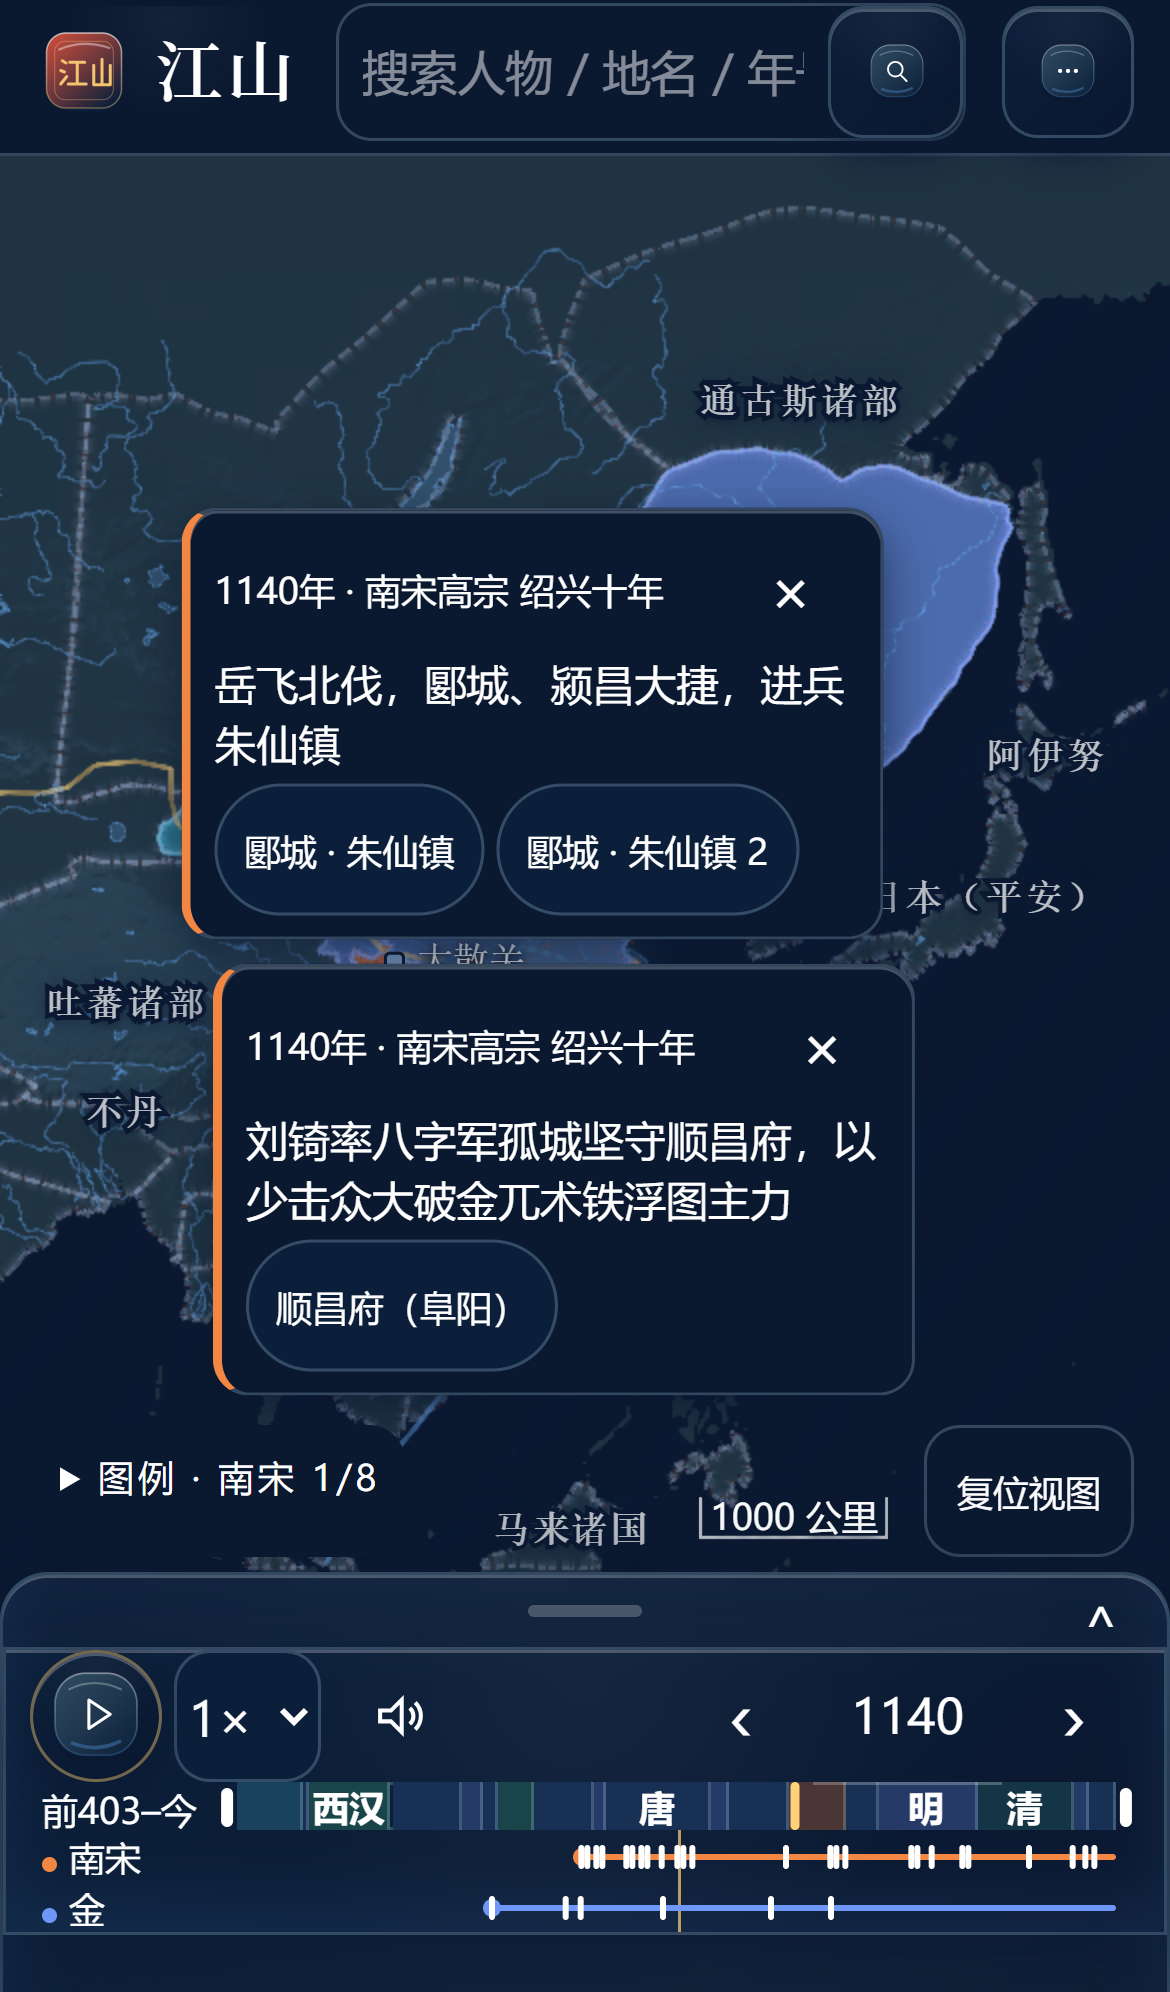 江山
江山
搜索人物 / 地名 / 年
通古斯诸部
1140年 · 南宋高宗 绍兴十年
×
岳飞北伐，郾城、颍昌大捷，进兵
朱仙镇
郾城 · 朱仙镇
郾城 · 朱仙镇 2
阿伊努
日本（平安）
大散关
吐蕃诸部
1140年 · 南宋高宗 绍兴十年
×
不丹
刘锜率八字军孤城坚守顺昌府，以
少击众大破金兀术铁浮图主力
顺昌府（阜阳）
图例 · 南宋 1/8
马来诸国
1000 公里
复位视图
1×
1140
前403–今
西汉
唐
明
清
南宋
金